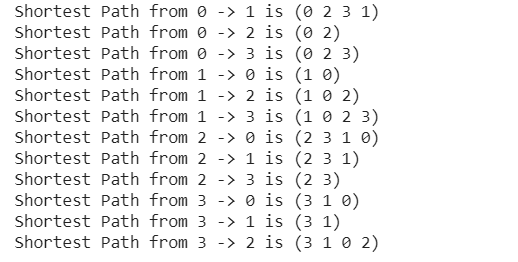 Shortest Path from 0 -> 1 is (0 2 3 1)
Shortest Path from 0 -> 2 is (0 2)
Shortest Path from 0 -> 3 is (0 2 3)
Shortest Path from 1 -> 0 is (1 0)
Shortest Path from 1 -> 2 is (1 0 2)
Shortest Path from 1 -> 3 is (1 0 2 3)
Shortest Path from 2 -> 0 is (2 3 1 0)
Shortest Path from 2 -> 1 is (2 3 1)
Shortest Path from 2 -> 3 is (2 3)
Shortest Path from 3 -> 0 is (3 1 0)
Shortest Path from 3 -> 1 is (3 1)
Shortest Path from 3 -> 2 is (3 1 0 2)